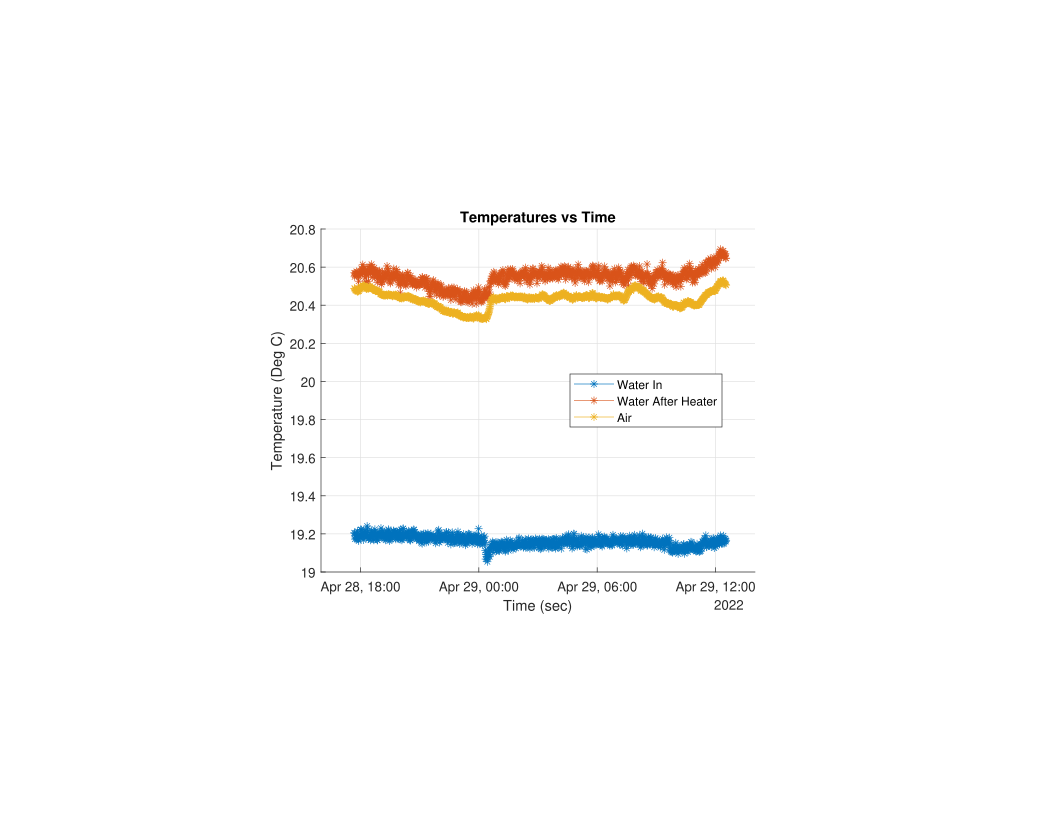 Temperatures vs Time
20.8
20.6
20.4
20.2
20
19.8
19.6
19.4
19.2
19
Temperature (Deg C)
Water In
Water After Heater
Air
Apr 28, 18:00 Apr 29, 00:00 Apr 29, 06:00 Apr 29, 12:00
Time (sec) 2022